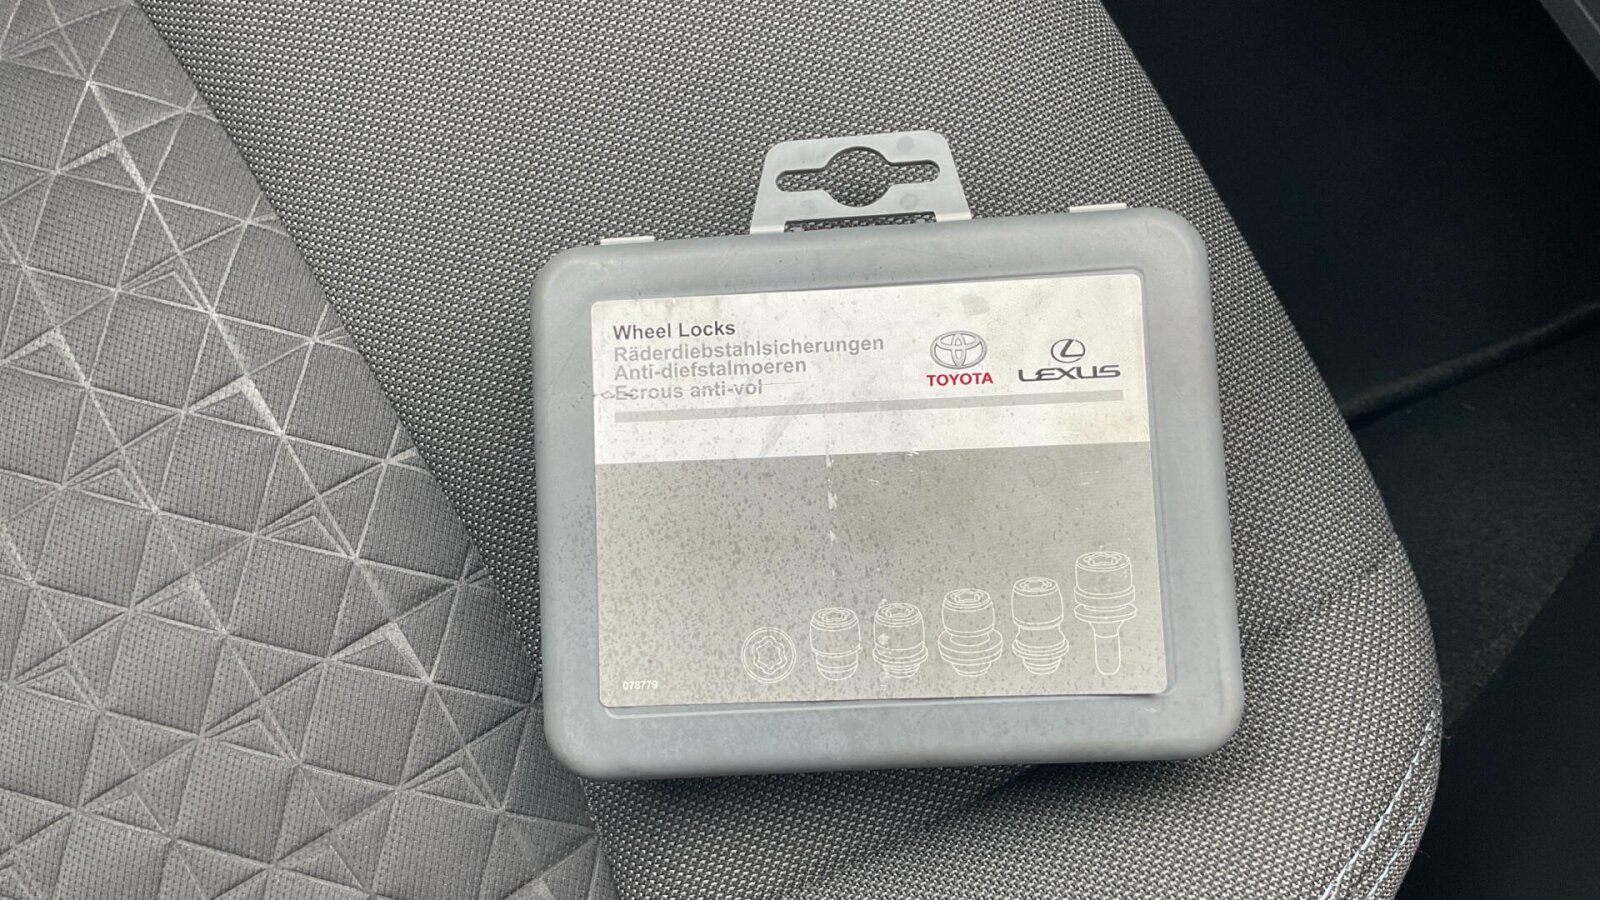 Wheel Locks
Räderdiebstahlsicherungen
Anti-diefstalmoeren
Ecrous anti-vol
TOYOTA
LEXUS
078779